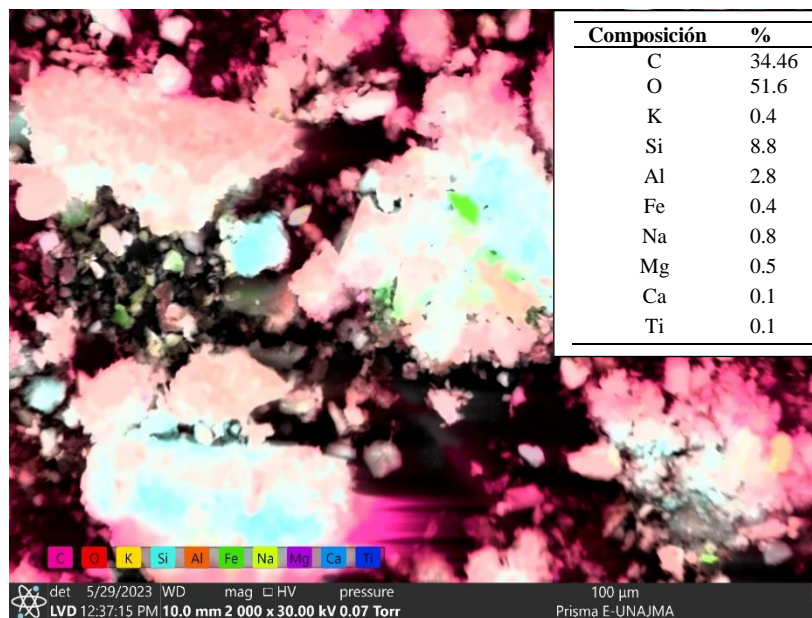 Composición %
C 34.46
O 51.6
K 0.4
Si 8.8
Al 2.8
Fe 0.4
Na 0.8
Mg 0.5
Ca 0.1
Ti 0.1
C O K Si Al Fe Na Mg Ca Ti
det 5/29/2023 WD mag □ HV pressure 100 µm
LVD 12:37:15 PM 10.0 mm 2 000 x 30.00 kV 0.07 Torr Prisma E-UNAJMA